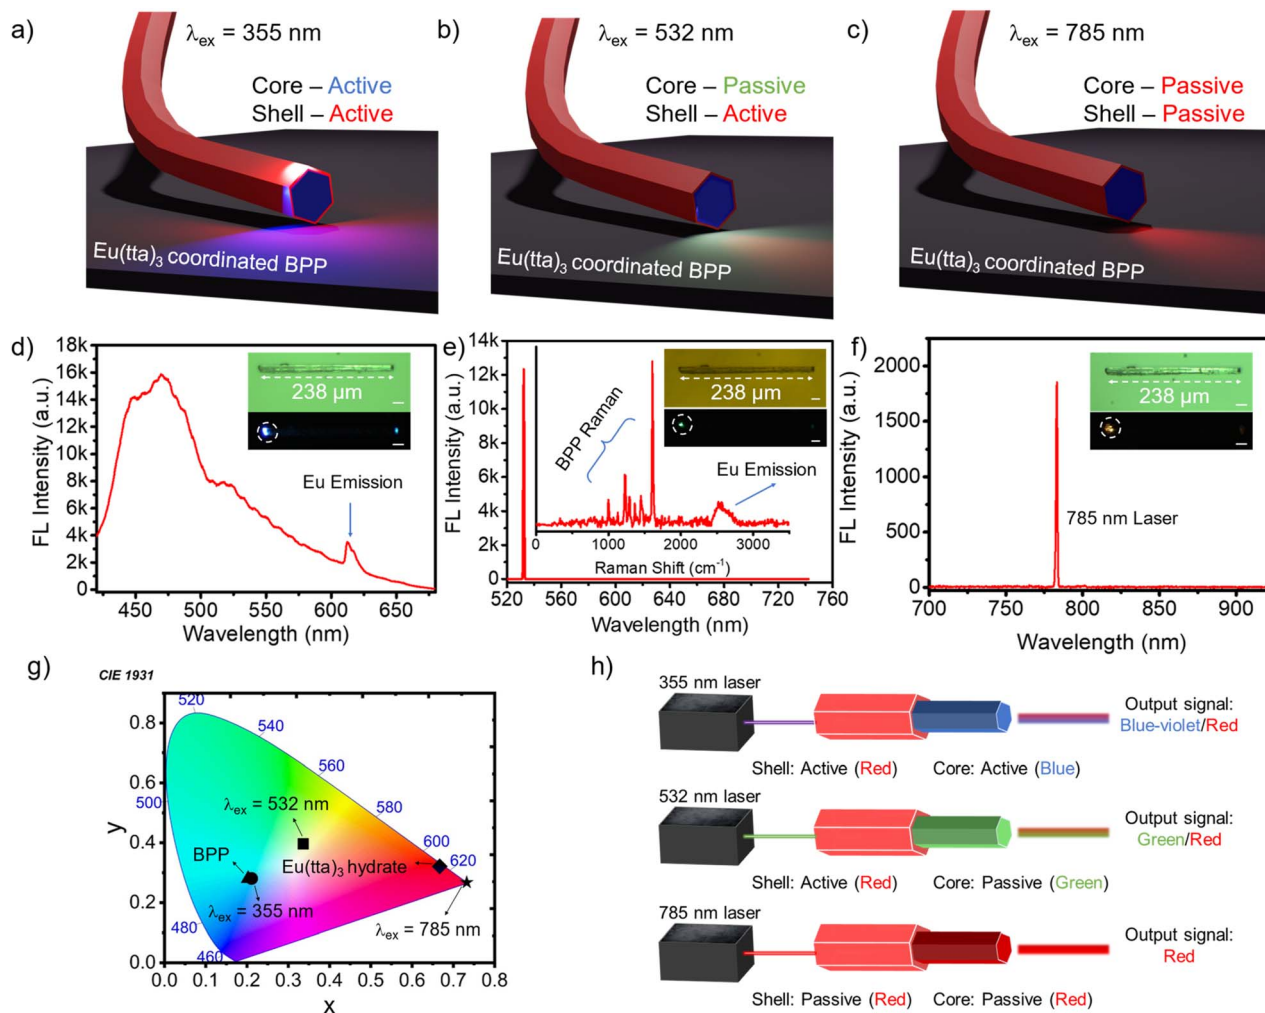 a)
λex = 355 nm
Core – Active
Shell – Active
Eu(tta)3 coordinated BPP
b)
λex = 532 nm
Core – Passive
Shell – Active
Eu(tta)3 coordinated BPP
c)
λex = 785 nm
Core – Passive
Shell – Passive
Eu(tta)3 coordinated BPP
d)
FL Intensity (a.u.)
18k
16k
14k
12k
10k
8k
6k
4k
2k
0
238 µm
Eu Emission
450
500
550
600
650
Wavelength (nm)
e)
FL Intensity (a.u.)
14k
12k
10k
8k
6k
4k
2k
0
BPP Raman
238 µm
Eu Emission
0
1000
2000
3000
Raman Shift (cm-1)
520
560
600
640
680
720
760
Wavelength (nm)
f)
FL Intensity (a.u.)
2000
1500
1000
500
0
238 µm
785 nm Laser
700
750
800
850
900
Wavelength (nm)
g)
CIE 1931
y
0.8
0.6
0.4
0.2
0.0
520
540
560
500
580
600
620
480
460
λex = 532 nm
BPP
Eu(tta)3 hydrate
λex = 355 nm
λex = 785 nm
0.0
0.1
0.2
0.3
0.4
0.5
0.6
0.7
0.8
x
h)
355 nm laser
Output signal:
Blue-violet/Red
Shell: Active (Red)
Core: Active (Blue)
532 nm laser
Output signal:
Green/Red
Shell: Active (Red)
Core: Passive (Green)
785 nm laser
Output signal:
Red
Shell: Passive (Red)
Core: Passive (Red)